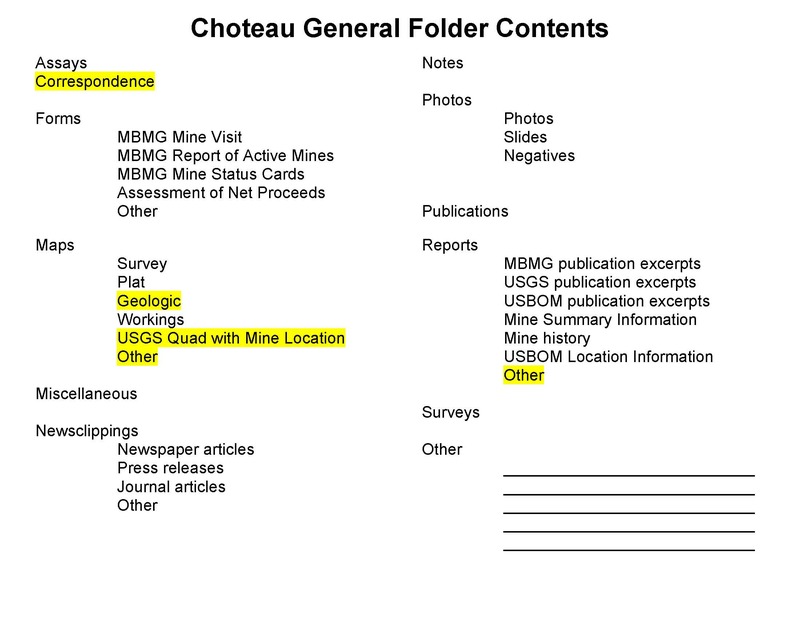 Choteau General Folder Contents
Assays
Correspondence
Forms
MBMG Mine Visit
MBMG Report of Active Mines
MBMG Mine Status Cards
Assessment of Net Proceeds
Other
Maps
Survey
Plat
Geologic
Workings
USGS Quad with Mine Location
Other
Miscellaneous
Newsclippings
Newspaper articles
Press releases
Journal articles
Other
Notes
Photos
Photos
Slides
Negatives
Publications
Reports
MBMG publication excerpts
USGS publication excerpts
USBOM publication excerpts
Mine Summary Information
Mine history
USBOM Location Information
Other
Surveys
Other